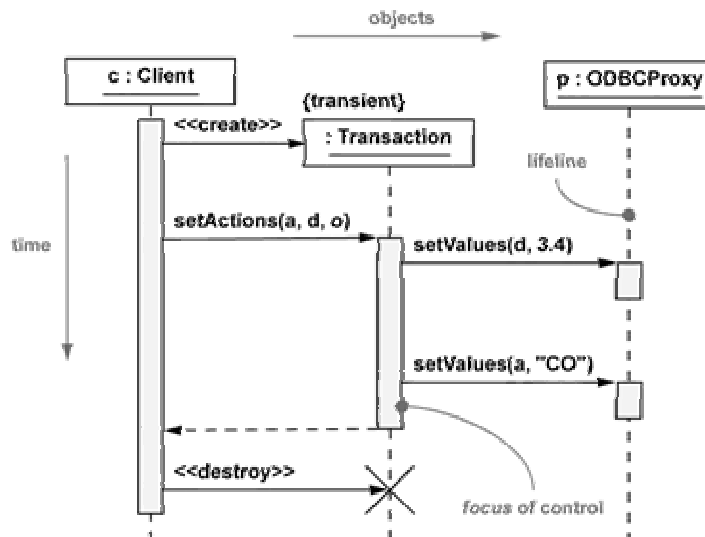 objects
c : Client
p : ODBCProxy
{transient}
<<create>>
: Transaction
lifeline
setActions(a, d, o)
time
setValues(d, 3.4)
setValues(a, "CO")
<<destroy>>
focus of control